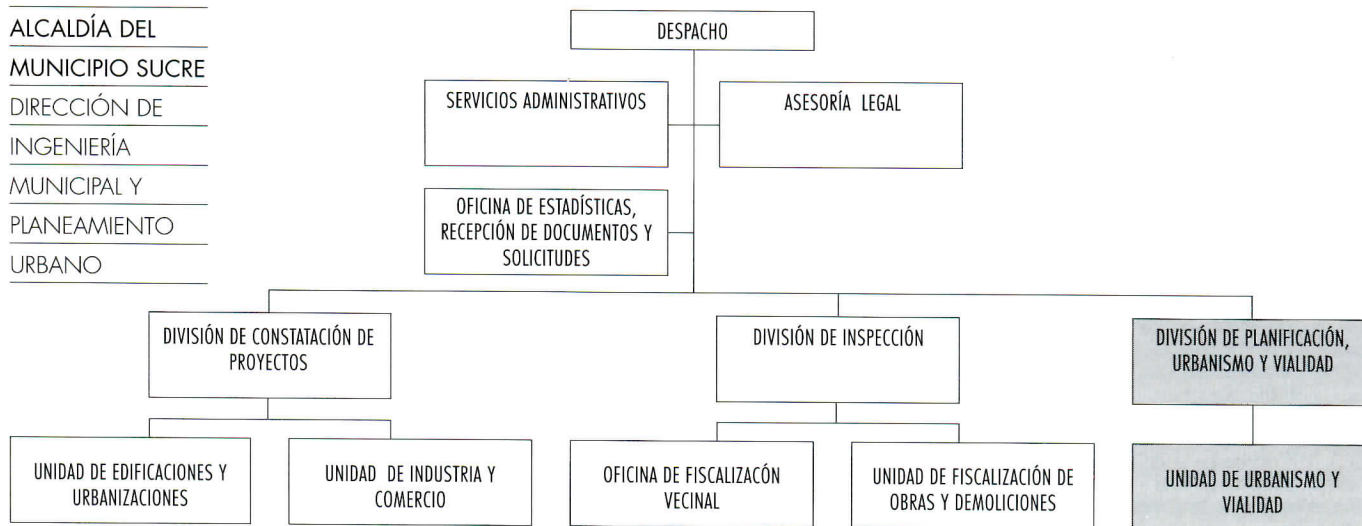 ALCALDÍA DEL
MUNICIPIO SUCRE
DIRECCIÓN DE
INGENIERÍA
MUNICIPAL Y
PLANEAMIENTO
URBANO
DESPACHO
SERVICIOS ADMINISTRATIVOS
ASESORÍA LEGAL
OFICINA DE ESTADÍSTICAS,
RECEPCIÓN DE DOCUMENTOS Y
SOLICITUDES
DIVISIÓN DE CONSTATACIÓN DE
PROYECTOS
DIVISIÓN DE INSPECCIÓN
DIVISIÓN DE PLANIFICACIÓN,
URBANISMO Y VIALIDAD
UNIDAD DE EDIFICACIONES Y
URBANIZACIONES
UNIDAD DE INDUSTRIA Y
COMERCIO
OFICINA DE FISCALIZACÓN
VECINAL
UNIDAD DE FISCALIZACIÓN DE
OBRAS Y DEMOLICIONES
UNIDAD DE URBANISMO Y
VIALIDAD